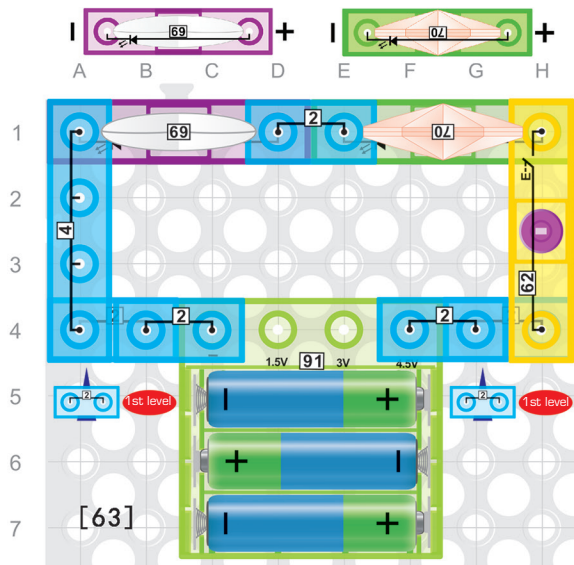 − 69 + − 70 +
A B C D E F G H
1 69 2 70
E
2
4 3 62
4 2 2
1.5V 91 3V 4.5V
− +
5 2 1st level 2 1st level
6 + −
[63]
7 − +